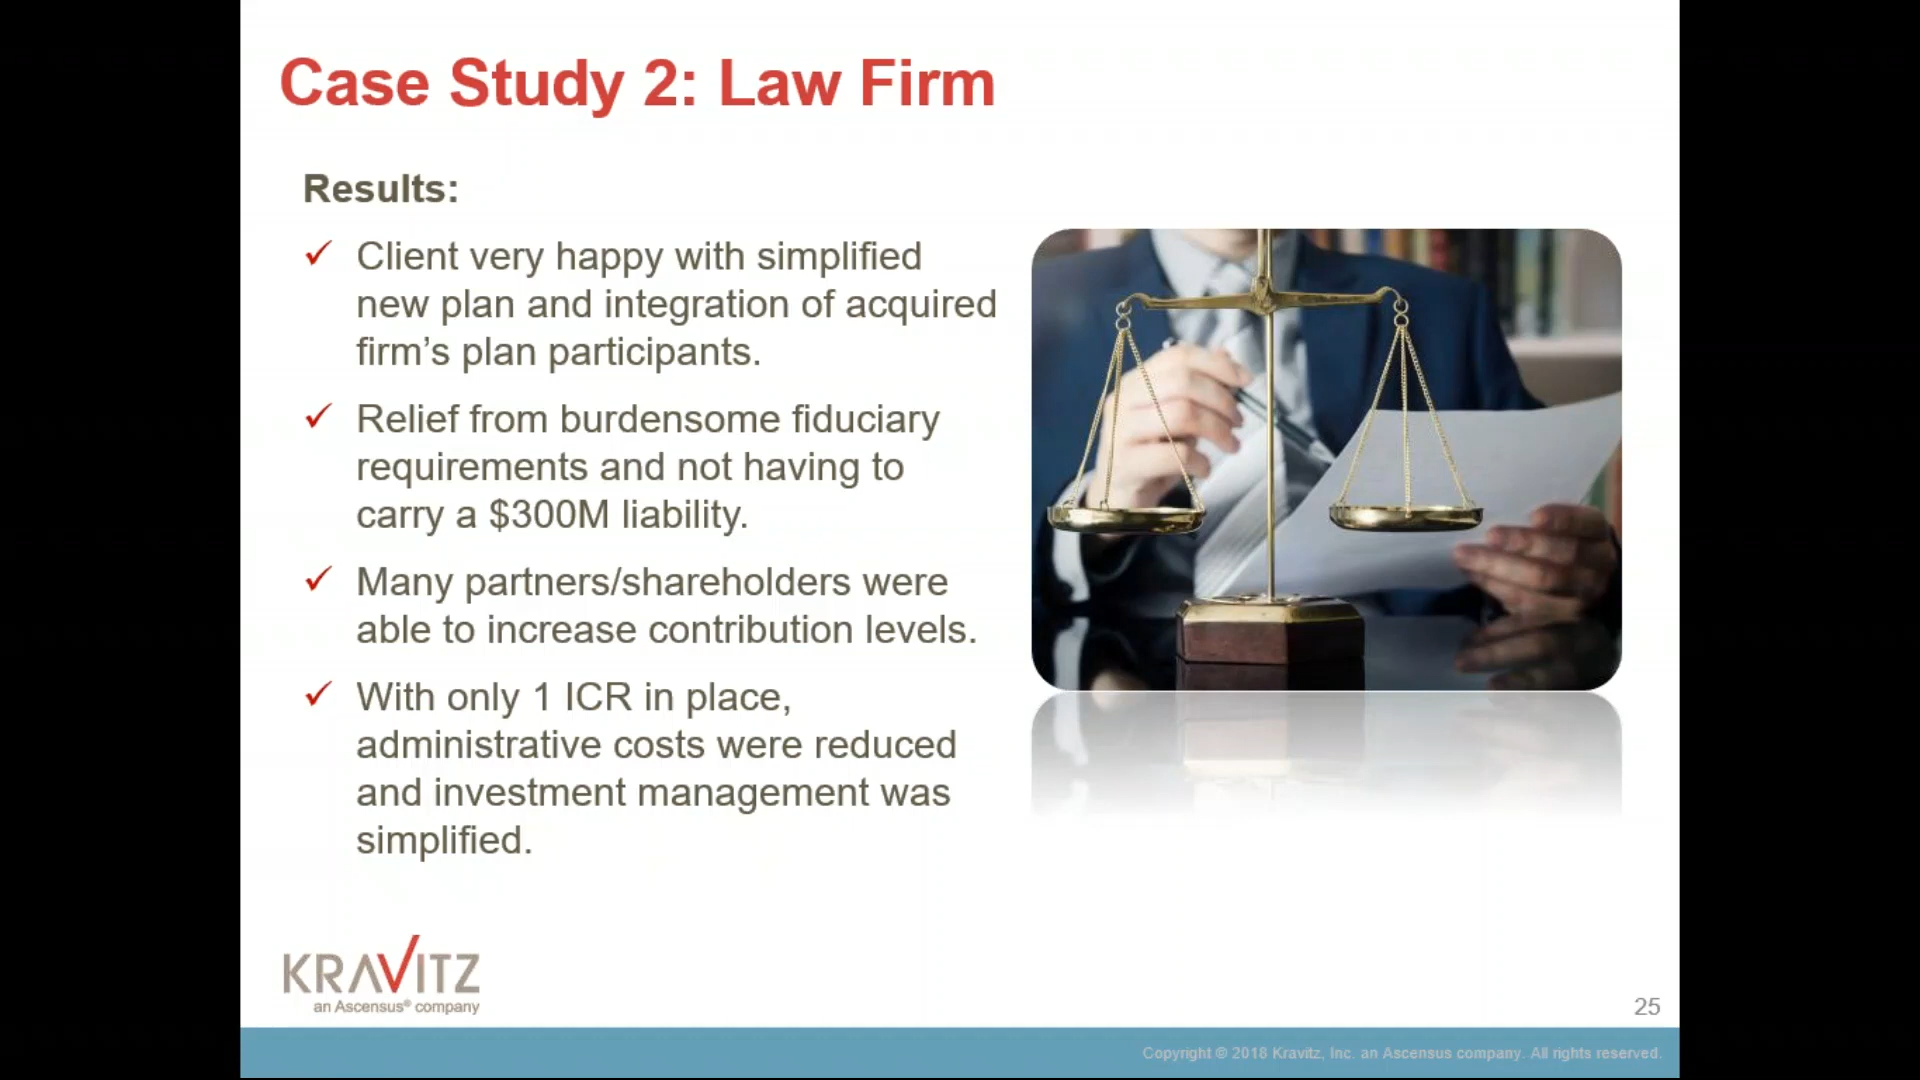 Case Study 2: Law Firm
Results:
Client very happy with simplified
new plan and integration of acquired
firm’s plan participants.
Relief from burdensome fiduciary
requirements and not having to
carry a $300M liability.
Many partners/shareholders were
able to increase contribution levels.
With only 1 ICR in place,
administrative costs were reduced
and investment management was
simplified.
KRAVITZ
an Ascensus® company
25
Copyright © 2018 Kravitz, Inc. an Ascensus company. All rights reserved.